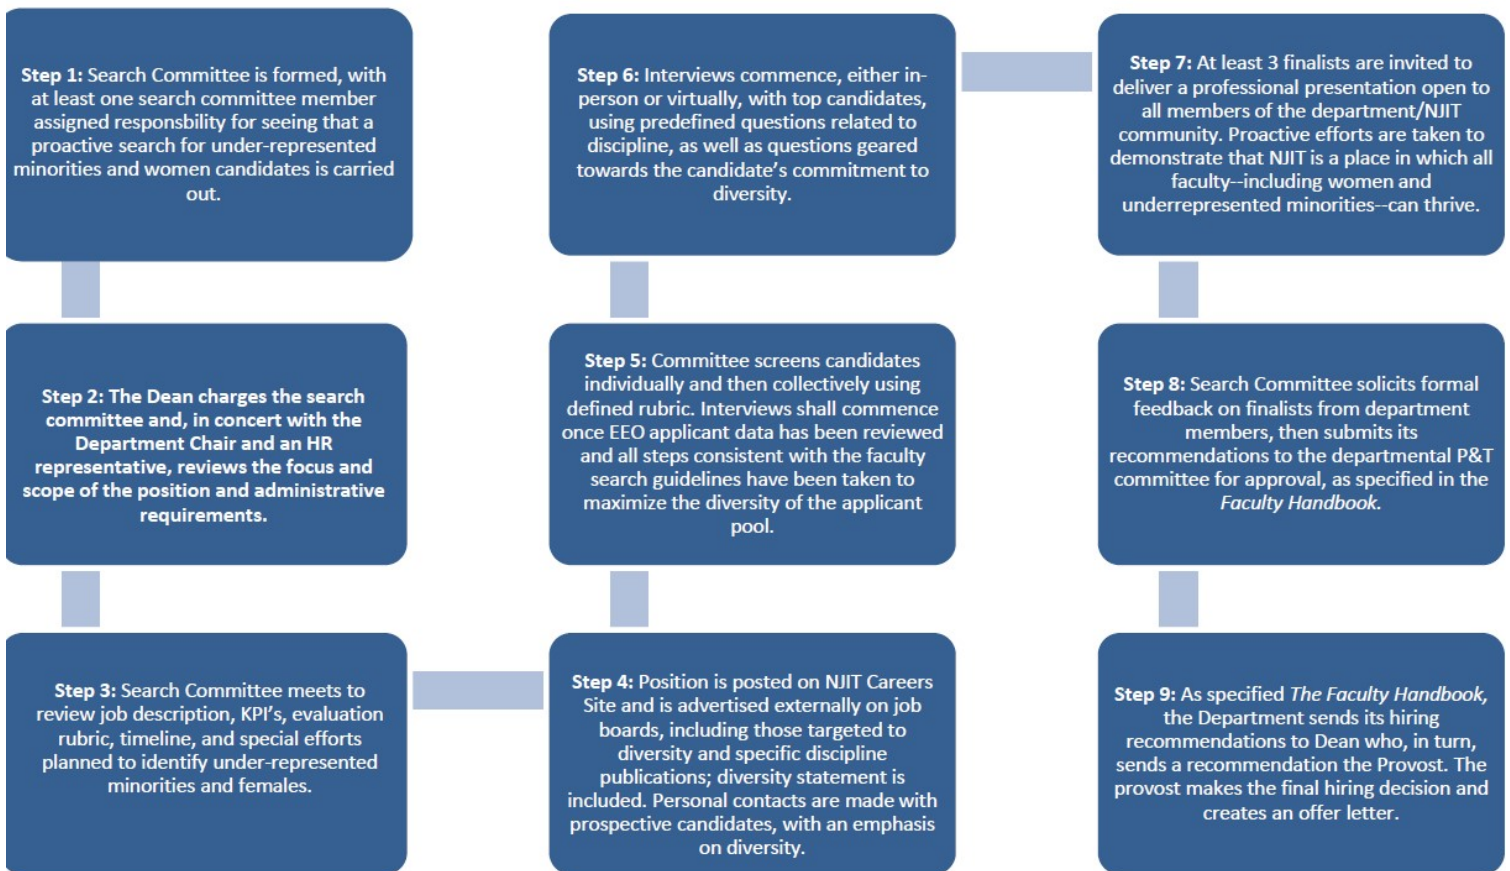 Step 1: Search Committee is formed, with
at least one search committee member
assigned responsbility for seeing that a
proactive search for under-represented
minorities and women candidates is carried
out.
Step 2: The Dean charges the search
committee and, in concert with the
Department Chair and an HR
representative, reviews the focus and
scope of the position and administrative
requirements.
Step 3: Search Committee meets to
review job description, KPI's, evaluation
rubric, timeline, and special efforts
planned to identify under-represented
minorities and females.
Step 4: Position is posted on NJIT Careers
Site and is advertised externally on job
boards, including those targeted to
diversity and specific discipline
publications; diversity statement is
included. Personal contacts are made with
prospective candidates, with an emphasis
on diversity.
Step 5: Committee screens candidates
individually and then collectively using
defined rubric. Interviews shall commence
once EEO applicant data has been reviewed
and all steps consistent with the faculty
search guidelines have been taken to
maximize the diversity of the applicant
pool.
Step 6: Interviews commence, either in-
person or virtually, with top candidates,
using predefined questions related to
discipline, as well as questions geared
towards the candidate's commitment to
diversity.
Step 7: At least 3 finalists are invited to
deliver a professional presentation open to
all members of the department/NJIT
community. Proactive efforts are taken to
demonstrate that NJIT is a place in which all
faculty--including women and
underrepresented minorities--can thrive.
Step 8: Search Committee solicits formal
feedback on finalists from department
members, then submits its
recommendations to the departmental P&T
committee for approval, as specified in the
Faculty Handbook.
Step 9: As specified The Faculty Handbook,
the Department sends its hiring
recommendations to Dean who, in turn,
sends a recommendation the Provost. The
provost makes the final hiring decision and
creates an offer letter.